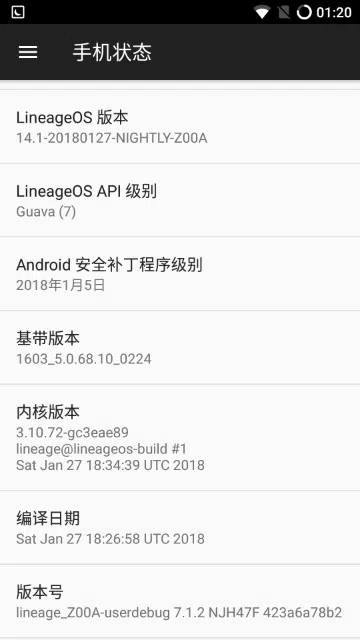 01:20
手机状态
LineageOS 版本
14.1-20180127-NIGHTLY-Z00A
LineageOS API 级别
Guava (7)
Android 安全补丁程序级别
2018年1月5日
基带版本
1603_5.0.68.10_0224
内核版本
3.10.72-gc3eae89
lineage@lineageos-build #1
Sat Jan 27 18:34:39 UTC 2018
编译日期
Sat Jan 27 18:26:58 UTC 2018
版本号
lineage_Z00A-userdebug 7.1.2 NJH47F 423a6a78b2